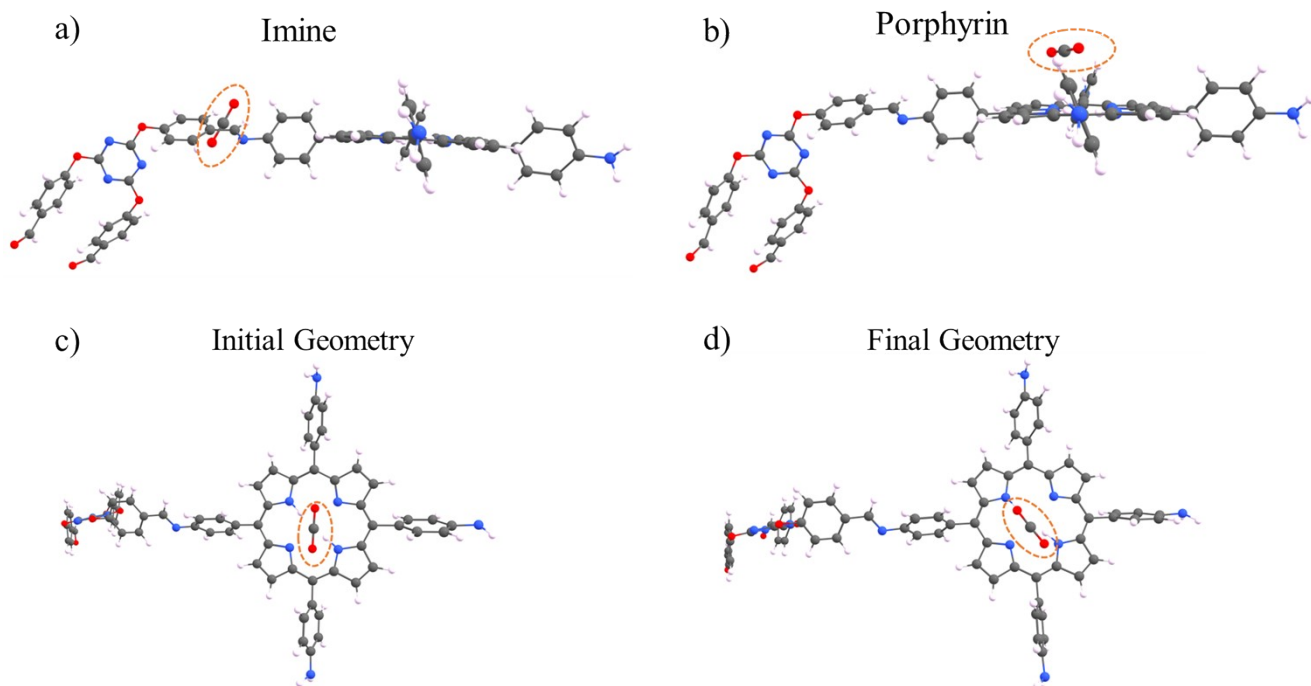 a)
Imine
b)
Porphyrin
c)
Initial Geometry
d)
Final Geometry